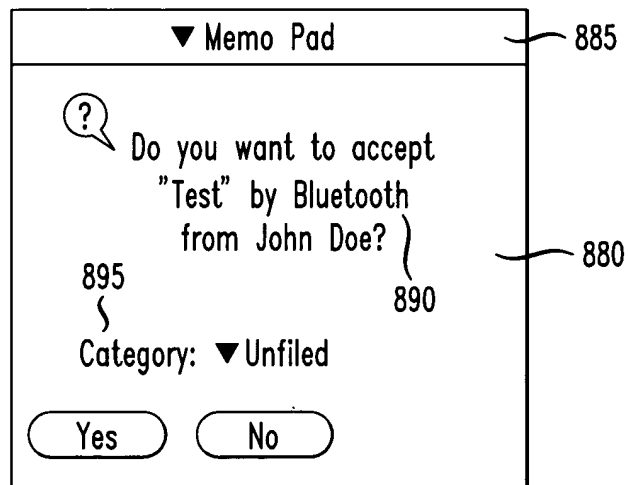 ▼ Memo Pad
885
?
Do you want to accept
"Test" by Bluetooth
from John Doe?
880
895
890
Category: ▼ Unfiled
Yes No